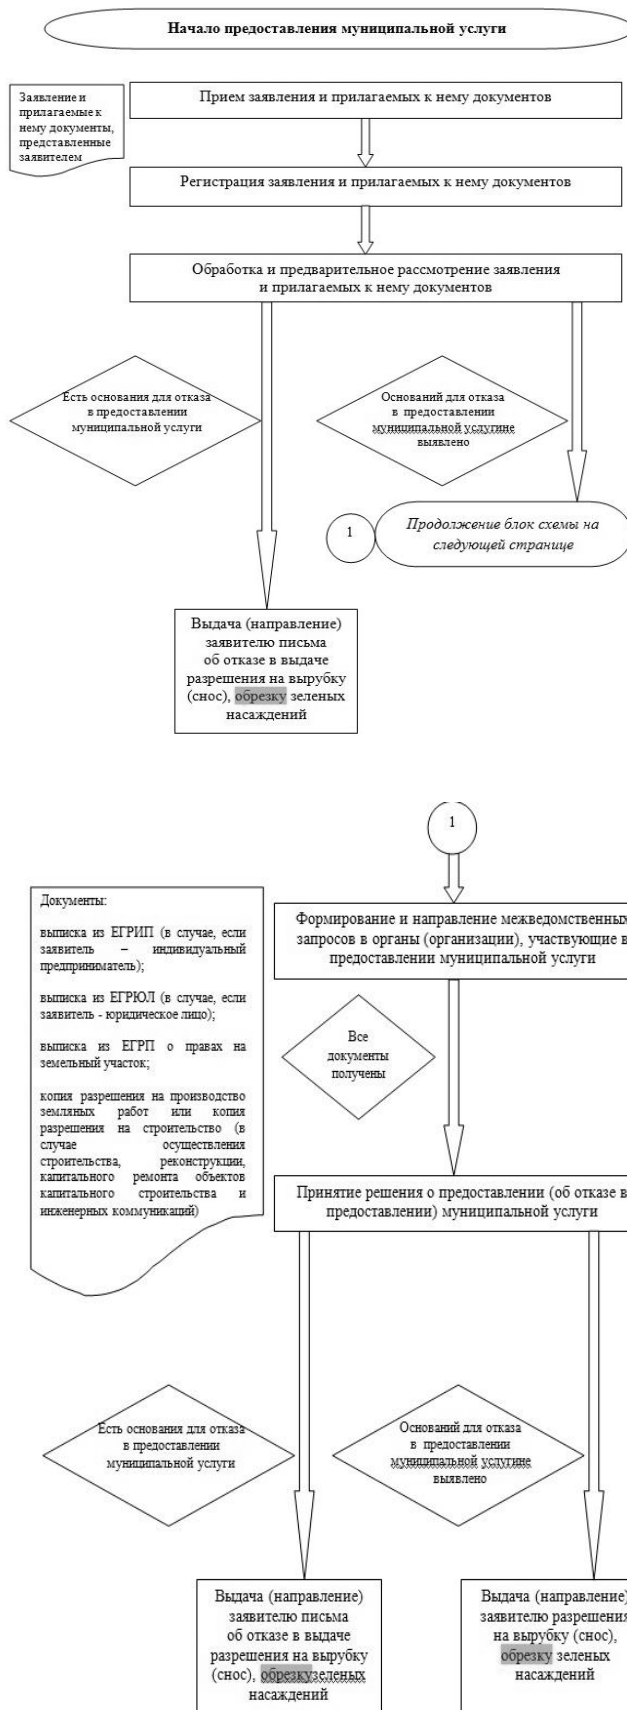 Начало предоставления муниципальной услуги
Заявление и
прилагаемые к
нему документы,
представленные
заявителем
Прием заявления и прилагаемых к нему документов
Регистрация заявления и прилагаемых к нему документов
Обработка и предварительное рассмотрение заявления
и прилагаемых к нему документов
Есть основания для отказа
в предоставлении
муниципальной услуги
Оснований для отказа
в предоставлении
муниципальной услугине
выявлено
1
Продолжение блок схемы на
следующей странице
Выдача (направление)
заявителю письма
об отказе в выдаче
разрешения на вырубку
(снос), обрезку зеленых
насаждений
1
Документы:
выписка из ЕГРИП (в случае, если
заявитель – индивидуальный
предприниматель);
выписка из ЕГРЮЛ (в случае, если
заявитель - юридическое лицо);
выписка из ЕГРП о правах на
земельный участок;
копия разрешения на производство
земляных работ или копия
разрешения на строительство (в
случае осуществления
строительства, реконструкции,
капитального ремонта объектов
капитального строительства и
инженерных коммуникаций)
Формирование и направление межведомственных
запросов в органы (организации), участвующие в
предоставлении муниципальной услуги
Все
документы
получены
Принятие решения о предоставлении (об отказе в
предоставлении) муниципальной услуги
Есть основания для отказа
в предоставлении
муниципальной услуги
Оснований для отказа
в предоставлении
муниципальной услугине
выявлено
Выдача (направление)
заявителю письма
об отказе в выдаче
разрешения на вырубку
(снос), обрезкузеленых
насаждений
Выдача (направление)
заявителю разрешения
на вырубку (снос),
обрезку зеленых
насаждений